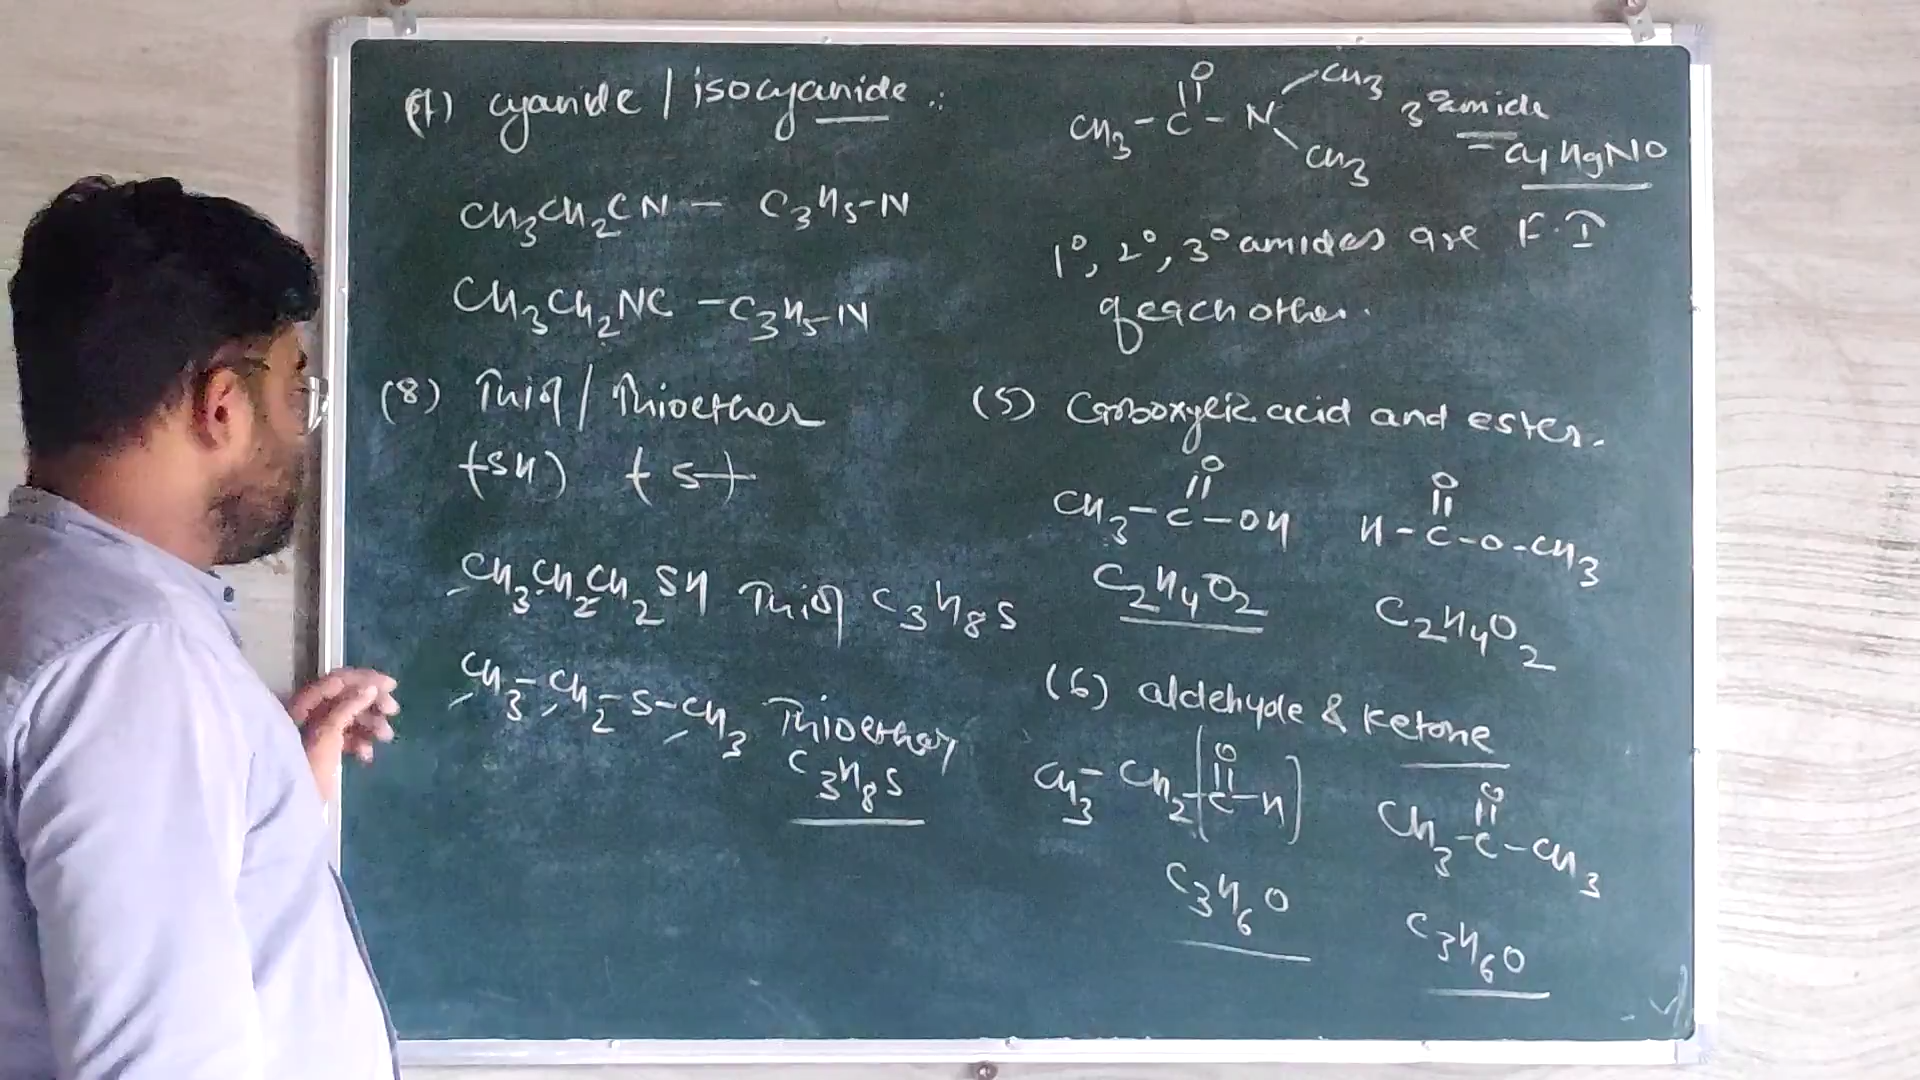 (7) cyanide / isocyanide :
CH3CH2CN – C3H5-N
CH3CH2NC – C3H5-N
(8) Thiol / Thioether
(-SH) (-S-)
CH3CH2CH2SH Thiol C3H8S
CH3-CH2-S-CH3 Thioether
C3H8S
O
||
CH3-C-N
CH3
CH3
3° amide
= C4H9NO
1°, 2°, 3° amides are F.I
of each other.
(5) Carboxylic acid and ester.
O
||
CH3-C-OH
O
||
H-C-O-CH3
C2H4O2 C2H4O2
(6) aldehyde & Ketone
O
||
CH3-CH2-C-H
O
||
CH3-C-CH3
C3H6O C3H6O